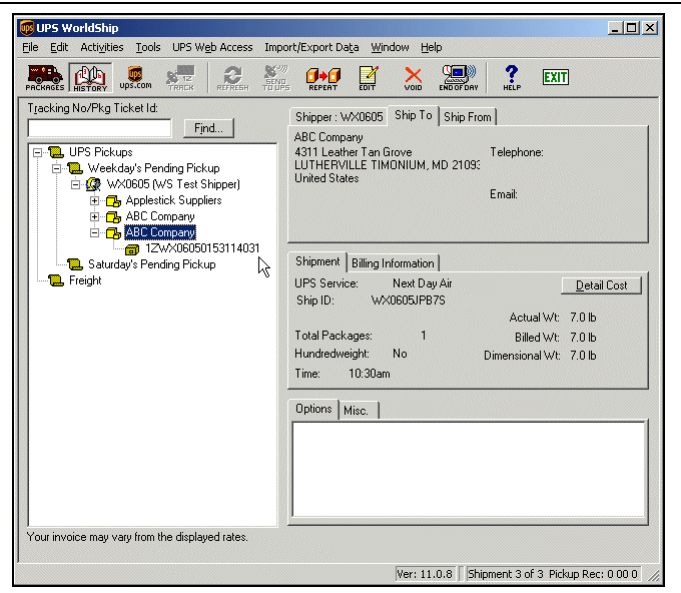 UPS WorldShip
File Edit Activities Tools UPS Web Access Import/Export Data Window Help
PACKAGES HISTORY UPS.COM 1Z TRACK REFRESH SEND TO UPS REPEAT EDIT VOID END OF DAY HELP EXIT
Tracking No/Pkg Ticket Id:
Find...
UPS Pickups
Weekday's Pending Pickup
WX0605 (WS Test Shipper)
Applestick Suppliers
ABC Company
ABC Company
1ZWX06050153114031
Saturday's Pending Pickup
Freight
Shipper : WX0605 Ship To Ship From
ABC Company
4311 Leather Tan Grove Telephone:
LUTHERVILLE TIMONIUM, MD 21093
United States
Email:
Shipment Billing Information
UPS Service: Next Day Air Detail Cost
Ship ID: WX0605JPB7S
Actual Wt: 7.0 lb
Total Packages: 1 Billed Wt: 7.0 lb
Hundredweight: No Dimensional Wt: 7.0 lb
Time: 10:30am
Options Misc.
Your invoice may vary from the displayed rates.
Ver: 11.0.8 Shipment 3 of 3 Pickup Rec: 0 00 0